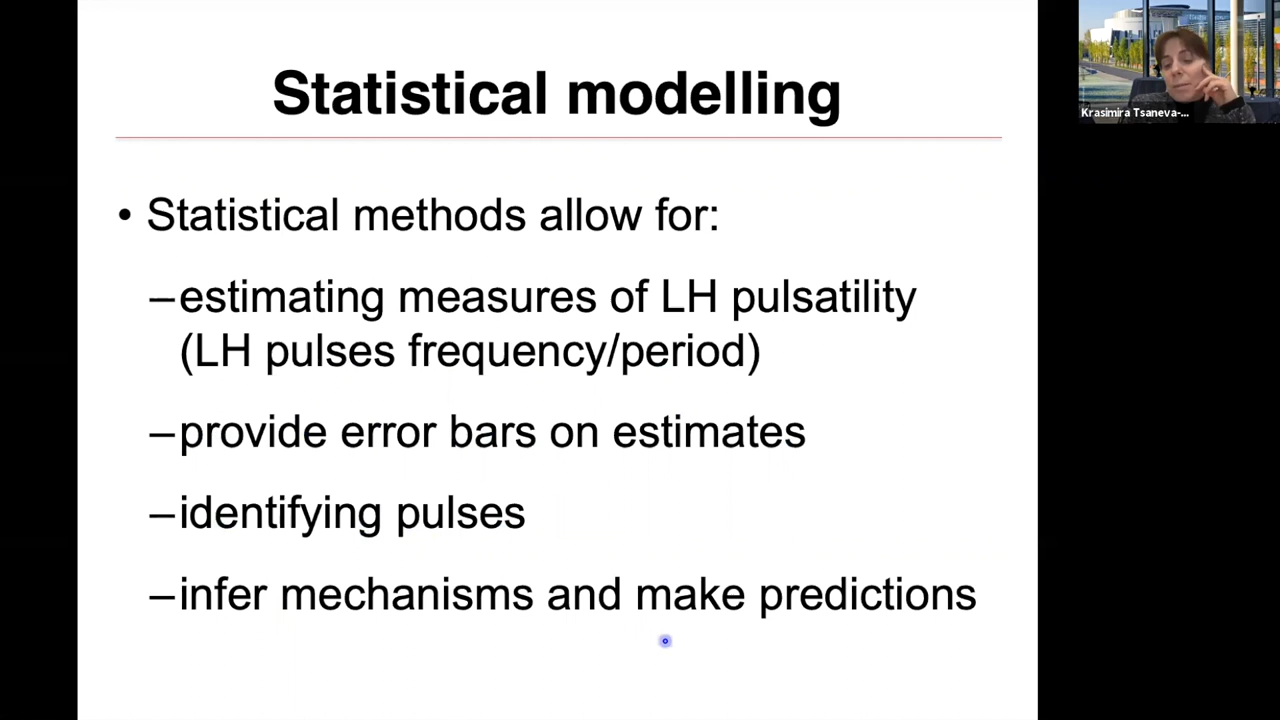 Statistical modelling
• Statistical methods allow for:
–estimating measures of LH pulsatility
(LH pulses frequency/period)
–provide error bars on estimates
–identifying pulses
–infer mechanisms and make predictions
Krasimira Tsaneva-...